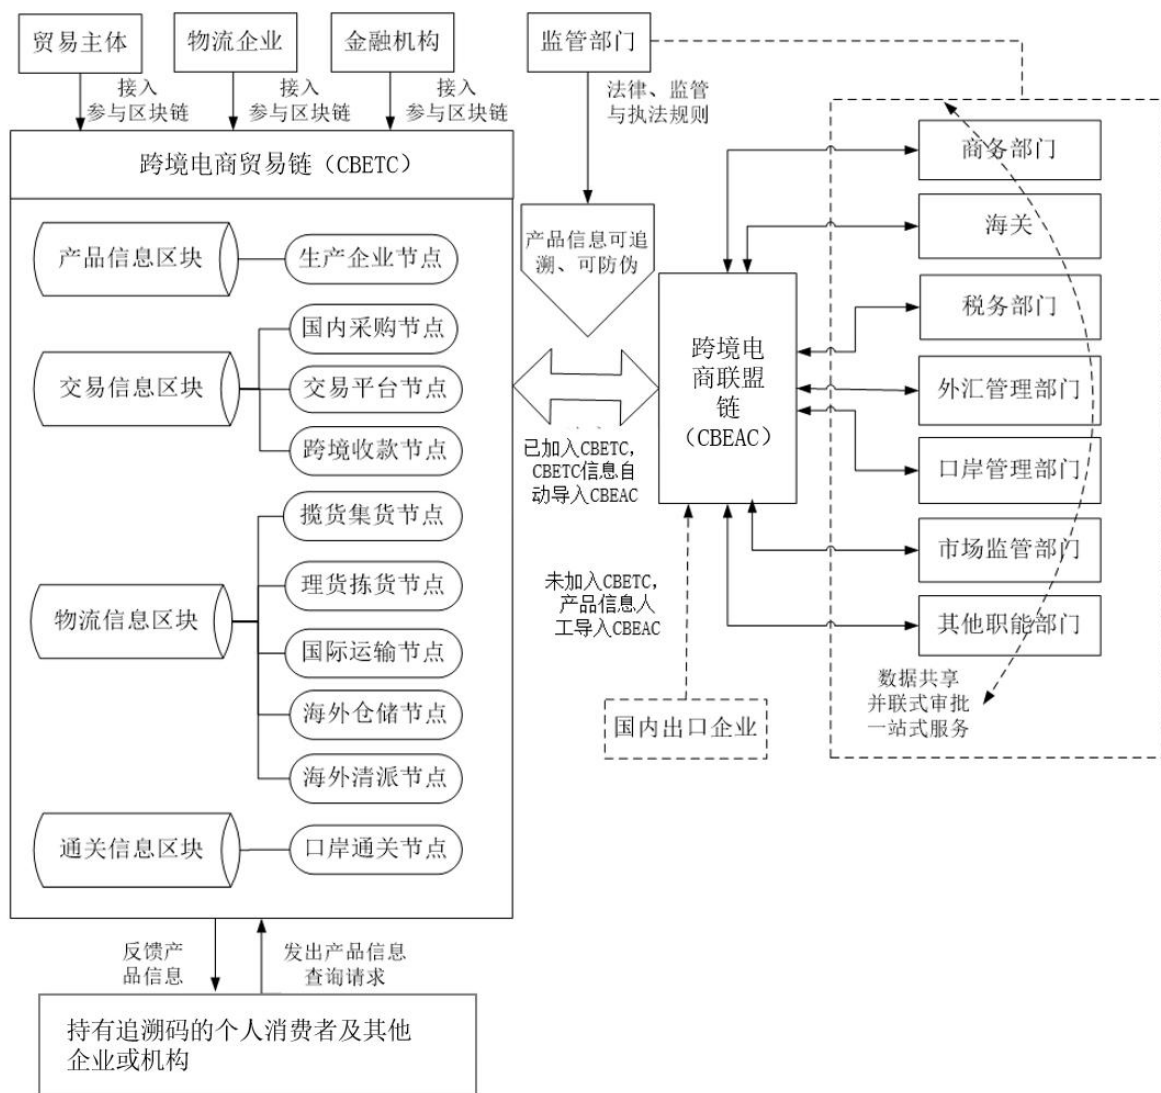 贸易主体
物流企业
金融机构
监管部门
接入
参与区块链
接入
参与区块链
接入
参与区块链
法律、监管
与执法规则
跨境电商贸易链（CBETC）
产品信息区块
生产企业节点
交易信息区块
国内采购节点
交易平台节点
跨境收款节点
物流信息区块
揽货集货节点
理货拣货节点
国际运输节点
海外仓储节点
海外清派节点
通关信息区块
口岸通关节点
产品信息可追
溯、可防伪
已加入CBETC，
CBETC信息自
动导入CBEAC
跨境电
商联盟
链
（CBEAC）
未加入CBETC，
产品信息人
工导入CBEAC
国内出口企业
商务部门
海关
税务部门
外汇管理部门
口岸管理部门
市场监管部门
其他职能部门
数据共享
并联式审批
一站式服务
反馈产
品信息
发出产品信息
查询请求
持有追溯码的个人消费者及其他
企业或机构